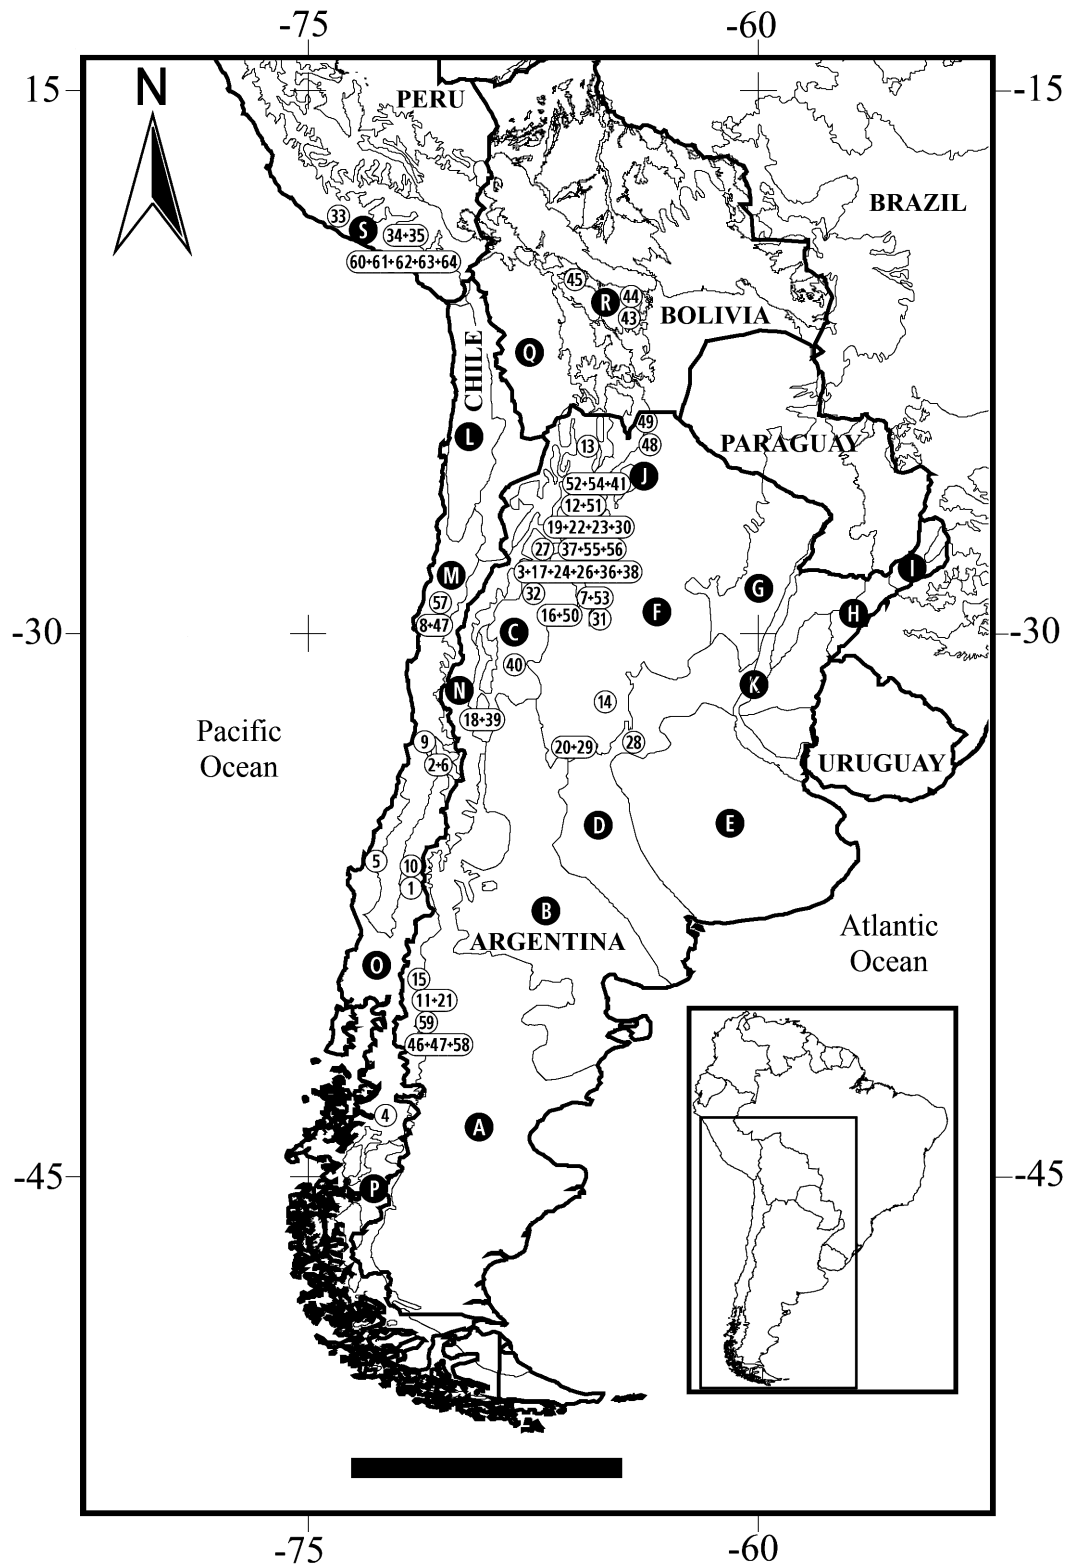 -75
-60
15
-15
N
PERU
BRAZIL
33
S
34+35
60+61+62+63+64
45
R
44
43
BOLIVIA
CHILE
Q
L
49
13
48
PARAGUAY
J
52+54+41
12+51
19+22+23+30
27
37+55+56
3+17+24+26+36+38
I
M
57
8+47
32
7+53
16+50
31
G
F
H
-30
-30
C
40
N
K
14
18+39
Pacific
Ocean
9
2+6
20+29
28
URUGUAY
D
E
5
10
1
B
ARGENTINA
Atlantic
Ocean
O
15
11+21
59
46+47+58
4
A
-45
-45
P
-75
-60